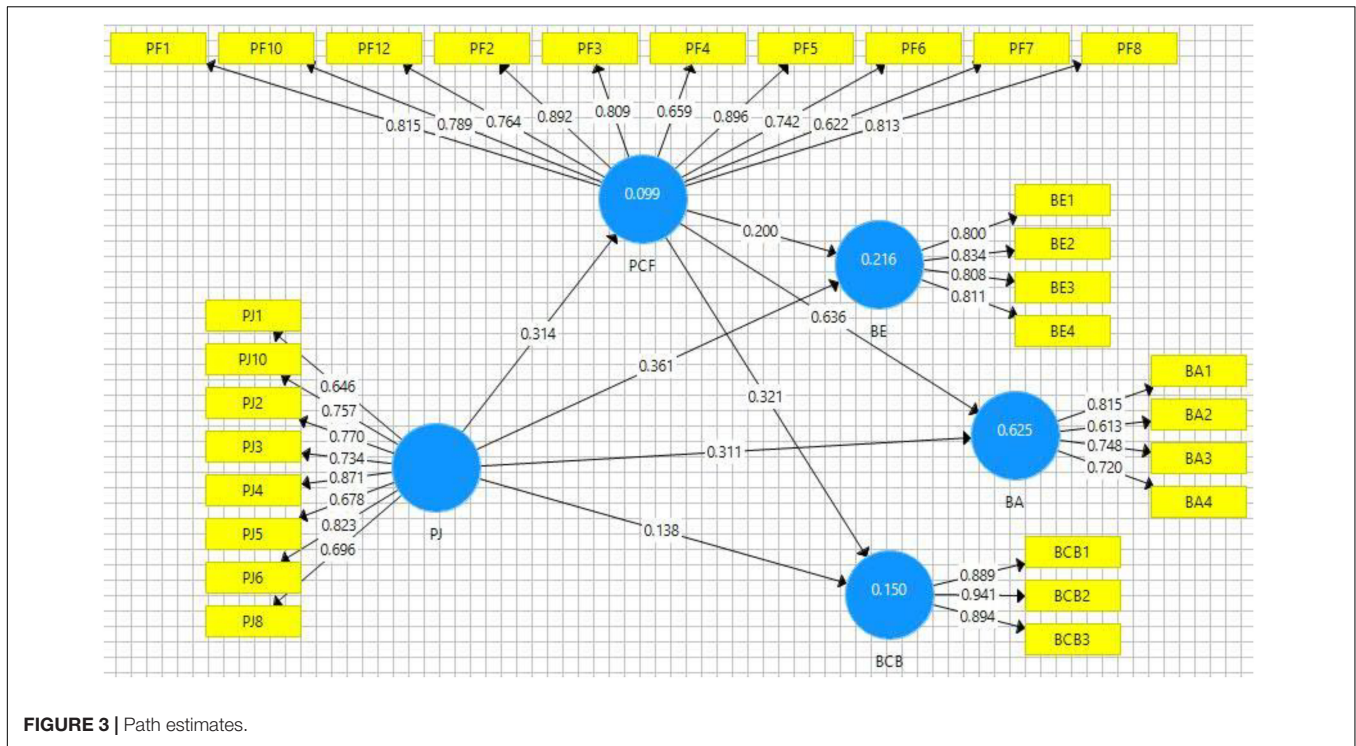 PF1 PF10 PF12 PF2 PF3 PF4 PF5 PF6 PF7 PF8
0.815 0.789 0.764 0.892 0.809 0.659 0.896 0.742 0.622 0.813
0.099
PCF
0.200
0.216
BE
0.800
0.834
0.808
0.811
BE1
BE2
BE3
BE4
0.314
0.361
0.636
0.321
0.311
0.138
PJ1
PJ10
PJ2
PJ3
PJ4
PJ5
PJ6
PJ8
0.646
0.757
0.770
0.734
0.871
0.678
0.823
0.696
PJ
0.625
BA
0.815
0.613
0.748
0.720
BA1
BA2
BA3
BA4
0.150
BCB
0.889
0.941
0.894
BCB1
BCB2
BCB3
FIGURE 3 | Path estimates.